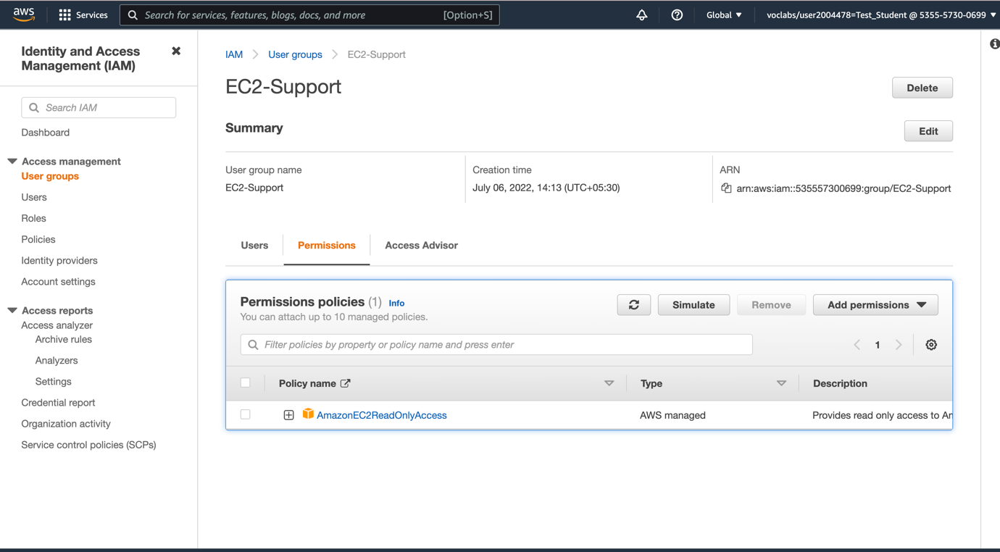 aws
Services
Search for services, features, blogs, docs, and more [Option+S]
Global
voclabs/user2004478=Test_Student @ 5355-5730-0699
Identity and Access
Management (IAM)
Search IAM
Dashboard
Access management
User groups
Users
Roles
Policies
Identity providers
Account settings
Access reports
Access analyzer
Archive rules
Analyzers
Settings
Credential report
Organization activity
Service control policies (SCPs)
IAM > User groups > EC2-Support
EC2-Support
Delete
Summary
Edit
User group name
EC2-Support
Creation time
July 06, 2022, 14:13 (UTC+05:30)
ARN
arn:aws:iam::535557300699:group/EC2-Support
Users Permissions Access Advisor
Permissions policies (1) Info
You can attach up to 10 managed policies.
Simulate Remove Add permissions
Filter policies by property or policy name and press enter
1
Policy name Type Description
AmazonEC2ReadOnlyAccess AWS managed Provides read only access to